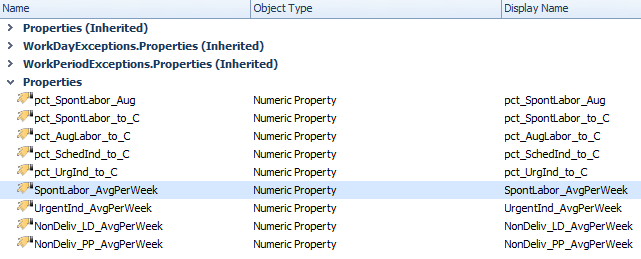 Name Object Type Display Name
Properties (Inherited)
WorkDayExceptions.Properties (Inherited)
WorkPeriodExceptions.Properties (Inherited)
Properties
pct_SpontLabor_Aug Numeric Property pct_SpontLabor_Aug
pct_SpontLabor_to_C Numeric Property pct_SpontLabor_to_C
pct_AugLabor_to_C Numeric Property pct_AugLabor_to_C
pct_SchedInd_to_C Numeric Property pct_SchedInd_to_C
pct_UrgInd_to_C Numeric Property pct_UrgInd_to_C
SpontLabor_AvgPerWeek Numeric Property SpontLabor_AvgPerWeek
UrgentInd_AvgPerWeek Numeric Property UrgentInd_AvgPerWeek
NonDeliv_LD_AvgPerWeek Numeric Property NonDeliv_LD_AvgPerWeek
NonDeliv_PP_AvgPerWeek Numeric Property NonDeliv_PP_AvgPerWeek